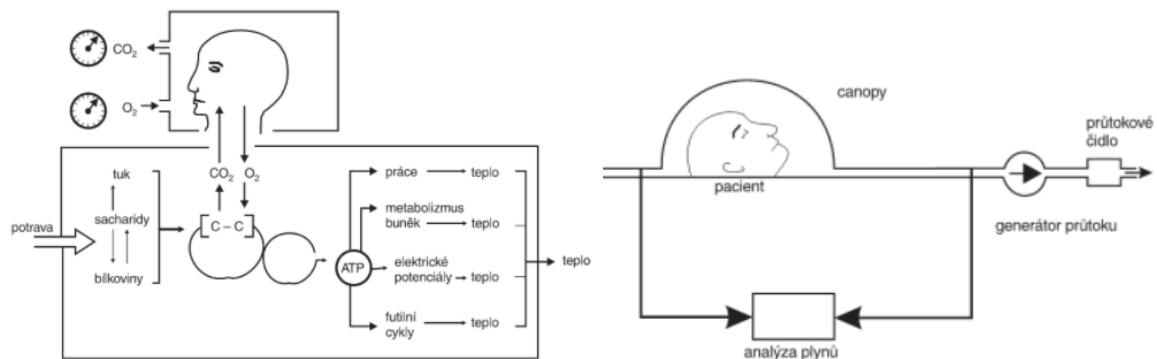 CO₂
O₂
CO₂ O₂
tuk
sacharidy
bílkoviny
potrava
C – C
ATP
práce
teplo
metabolizmus
buněk
teplo
elektrické
potenciály
teplo
futilní
cykly
teplo
teplo
canopy
pacient
průtokové
čidlo
generátor průtoku
analýza plynů